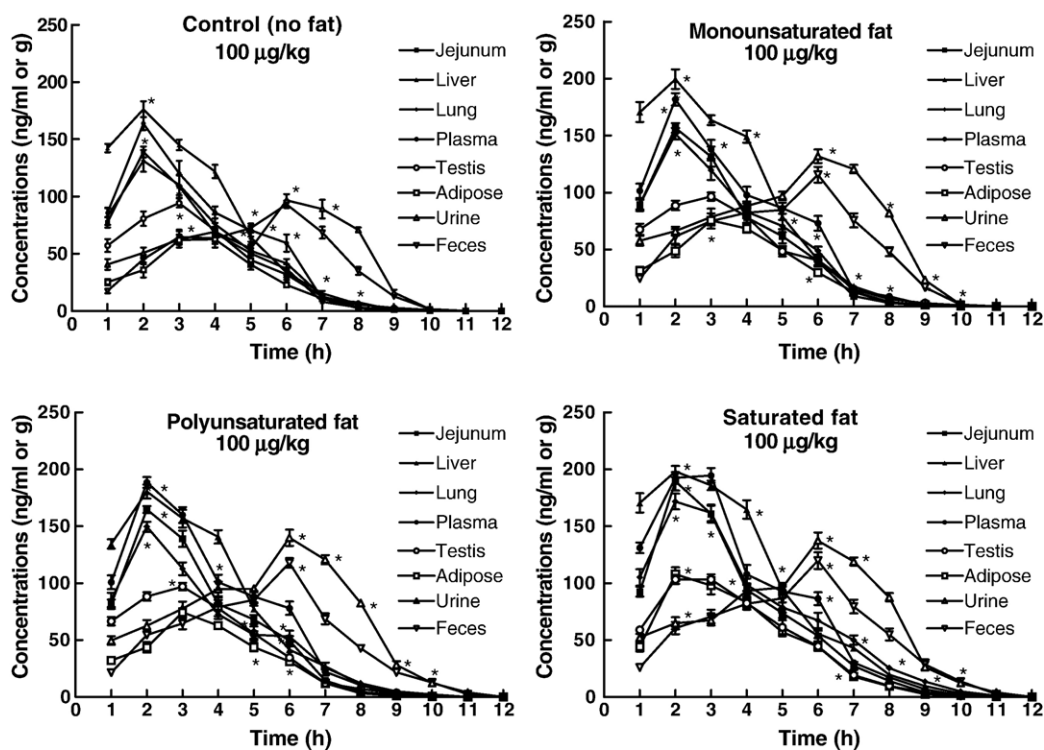 Control (no fat)
100 μg/kg
Concentrations (ng/ml or g)
250
200
150
100
50
0
Jejunum
Liver
Lung
Plasma
Testis
Adipose
Urine
Feces
0 1 2 3 4 5 6 7 8 9 10 11 12
Time (h)
Monounsaturated fat
100 μg/kg
Concentrations (ng/ml or g)
250
200
150
100
50
0
Jejunum
Liver
Lung
Plasma
Testis
Adipose
Urine
Feces
0 1 2 3 4 5 6 7 8 9 10 11 12
Time (h)
Polyunsaturated fat
100 μg/kg
Concentrations (ng/ml or g)
250
200
150
100
50
0
Jejunum
Liver
Lung
Plasma
Testis
Adipose
Urine
Feces
0 1 2 3 4 5 6 7 8 9 10 11 12
Time (h)
Saturated fat
100 μg/kg
Concentrations (ng/ml or g)
250
200
150
100
50
0
Jejunum
Liver
Lung
Plasma
Testis
Adipose
Urine
Feces
0 1 2 3 4 5 6 7 8 9 10 11 12
Time (h)